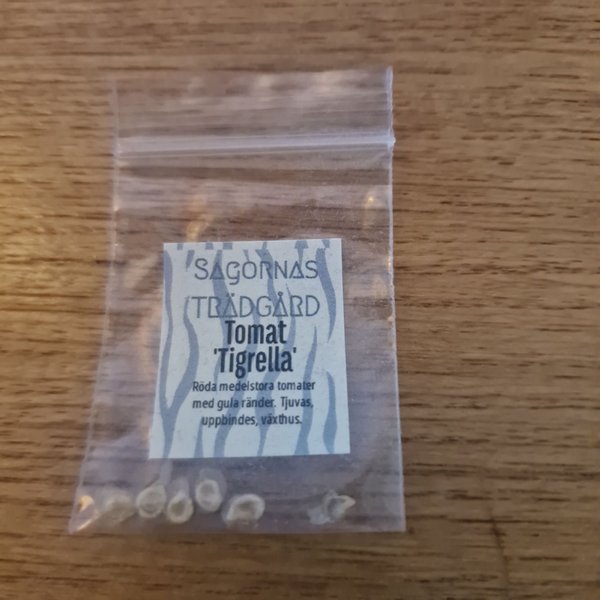 SAGORNAS
TRÄDGÅRD
Tomat
'Tigrella'
Röda medelstora tomater
med gula ränder. Tjuvas,
uppbindes, växthus.